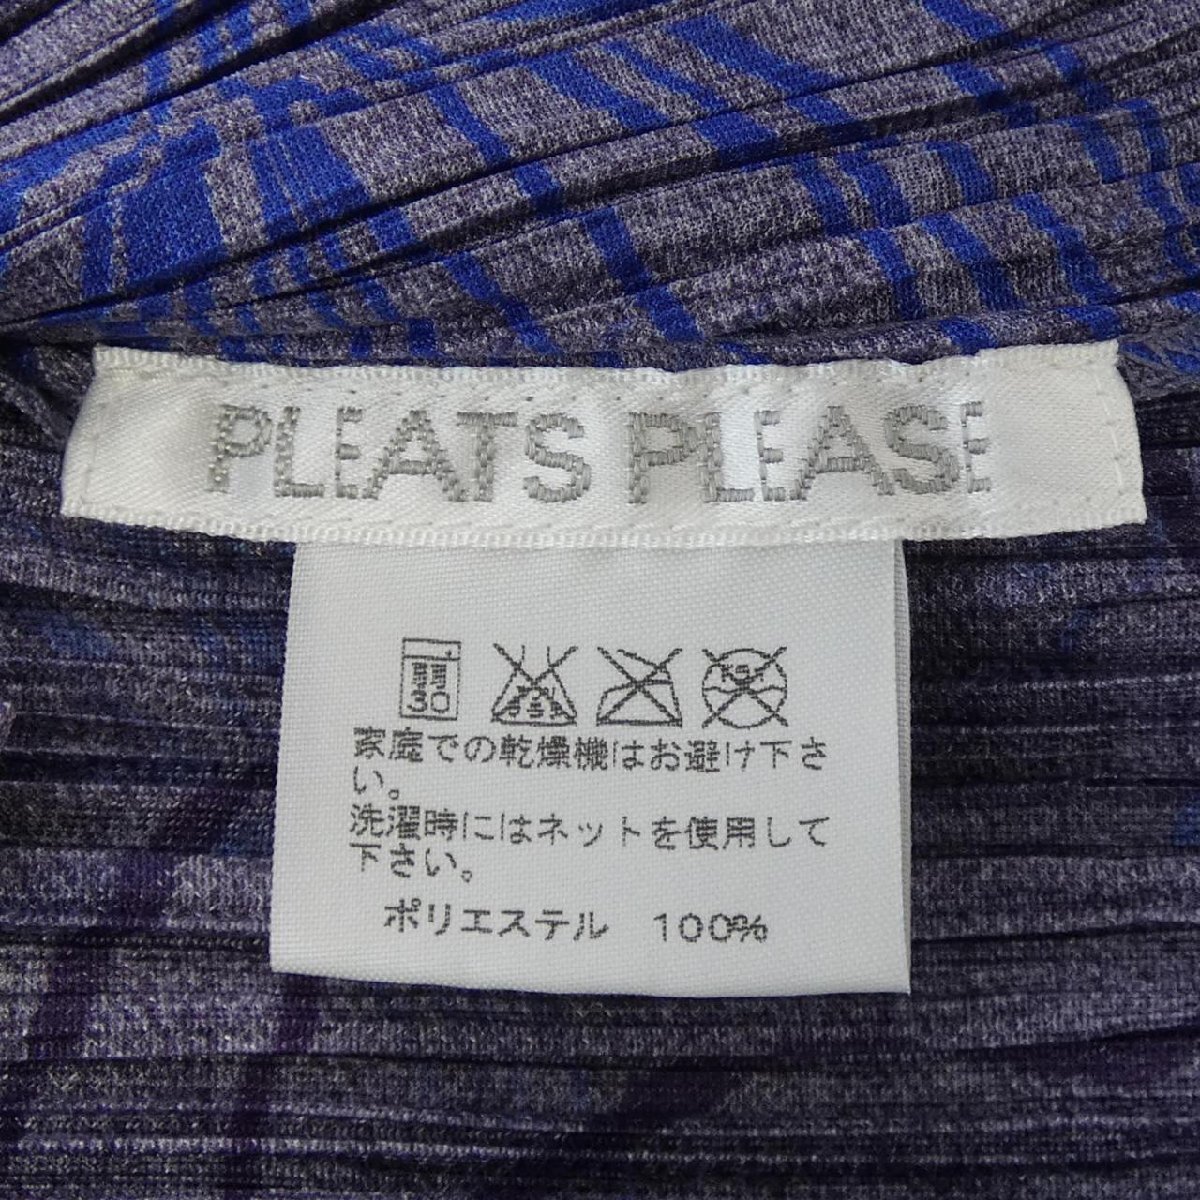 PLEATS PLEASE
30
家庭での乾燥機はお避け下さ
い。
洗濯時にはネットを使用して
下さい。
ポリエステル 100%